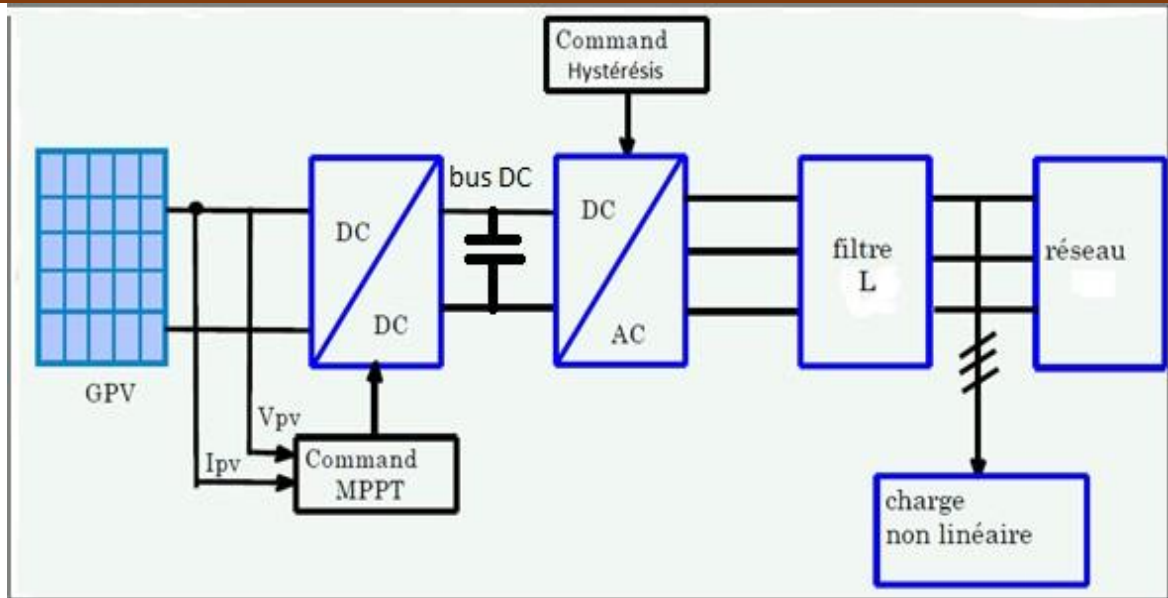 Command
Hystérésis
bus DC
DC
DC
DC
AC
filtre
L
réseau
GPV
Vpv
Ipv
Command
MPPT
charge
non linéaire